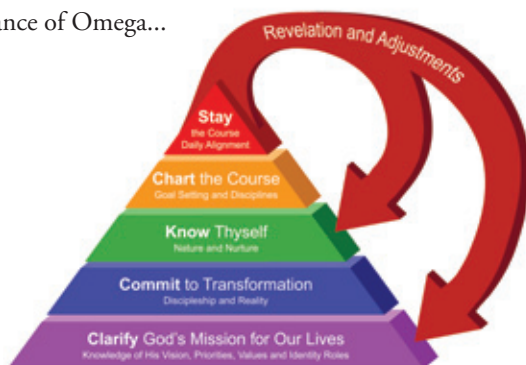 ance of Omega...
Revelation and Adjustments
Stay
the Course
Daily Alignment
Chart the Course
Goal Setting and Disciplines
Know Thyself
Nature and Nurture
Commit to Transformation
Discipleship and Reality
Clarify God's Mission for Our Lives
Knowledge of His Vision, Priorities, Values and Identity Roles